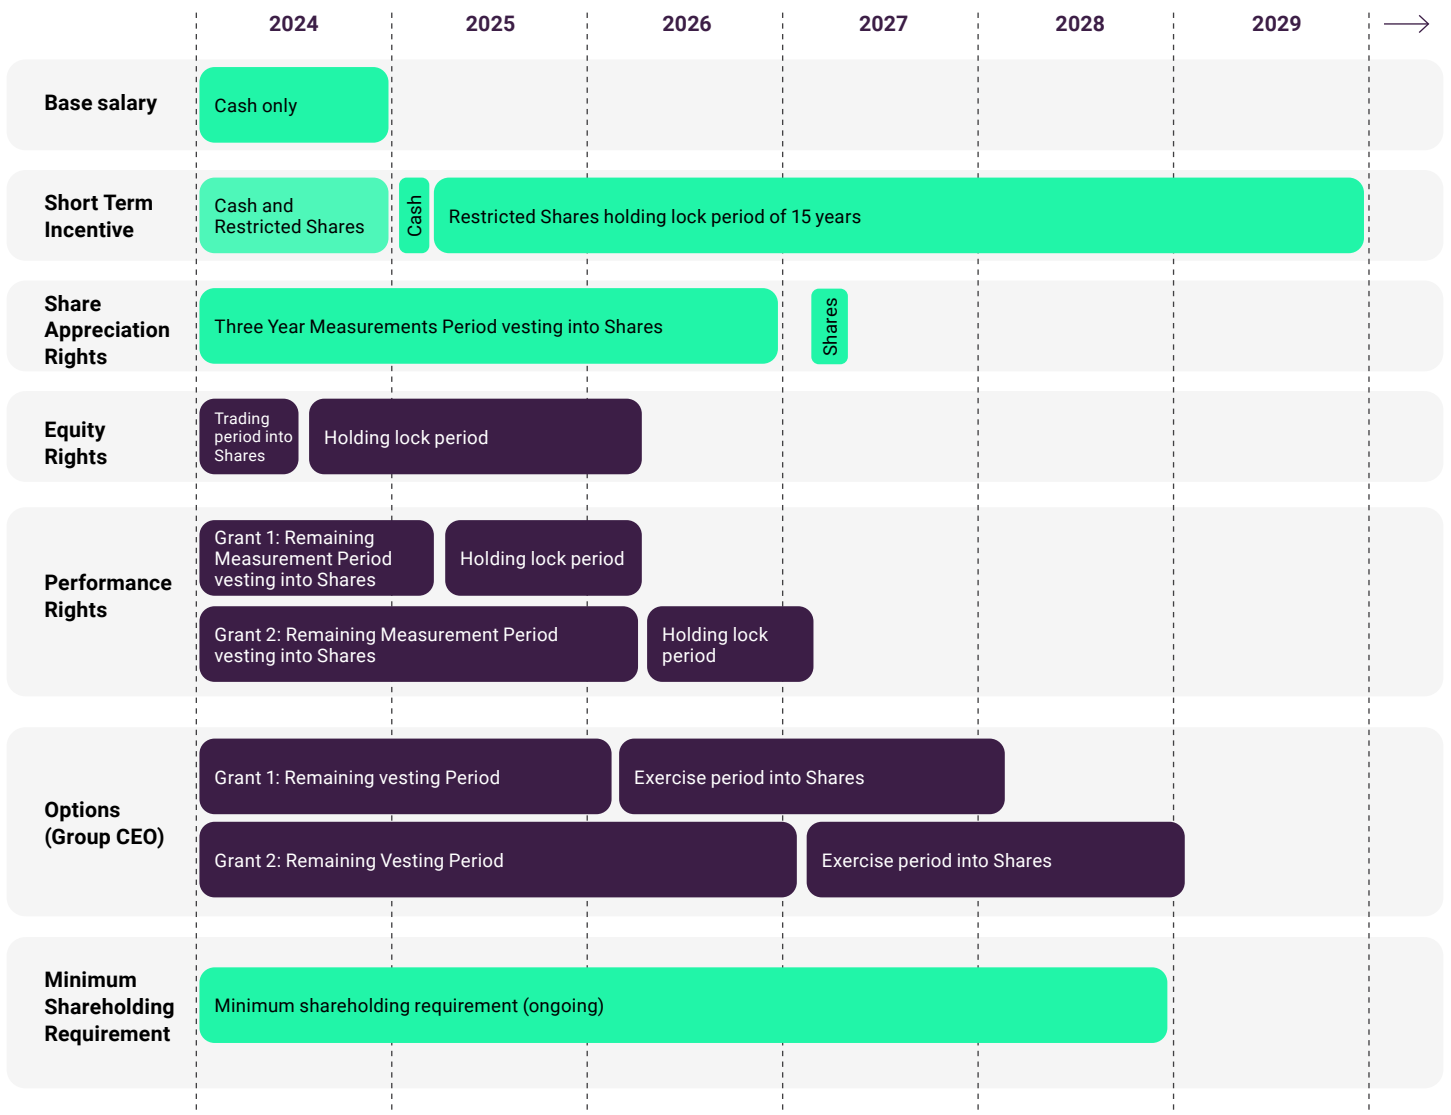 2024 2025 2026 2027 2028 2029
Base salary
Cash only
Short Term
Incentive
Cash and
Restricted Shares
Cash
Restricted Shares holding lock period of 15 years
Share
Appreciation
Rights
Three Year Measurements Period vesting into Shares
Shares
Equity
Rights
Trading
period into
Shares
Holding lock period
Performance
Rights
Grant 1: Remaining
Measurement Period
vesting into Shares
Holding lock period
Grant 2: Remaining Measurement Period
vesting into Shares
Holding lock
period
Options
(Group CEO)
Grant 1: Remaining vesting Period
Exercise period into Shares
Grant 2: Remaining Vesting Period
Exercise period into Shares
Minimum
Shareholding
Requirement
Minimum shareholding requirement (ongoing)